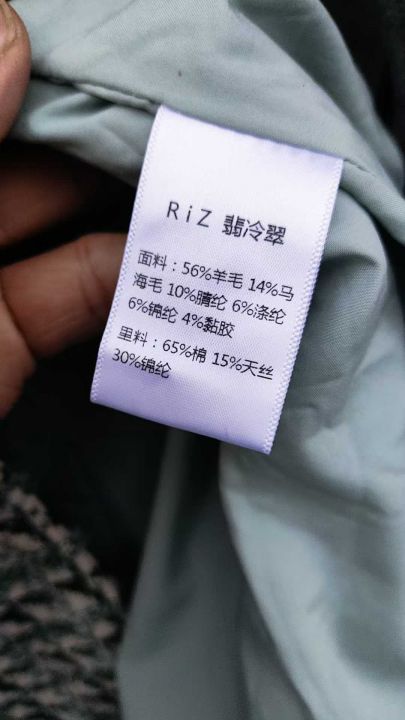 RiZ 翡冷翠
面料：56%羊毛 14%马
海毛 10%腈纶 6%涤纶
6%锦纶 4%黏胶
里料：65%棉 15%天丝
30%锦纶